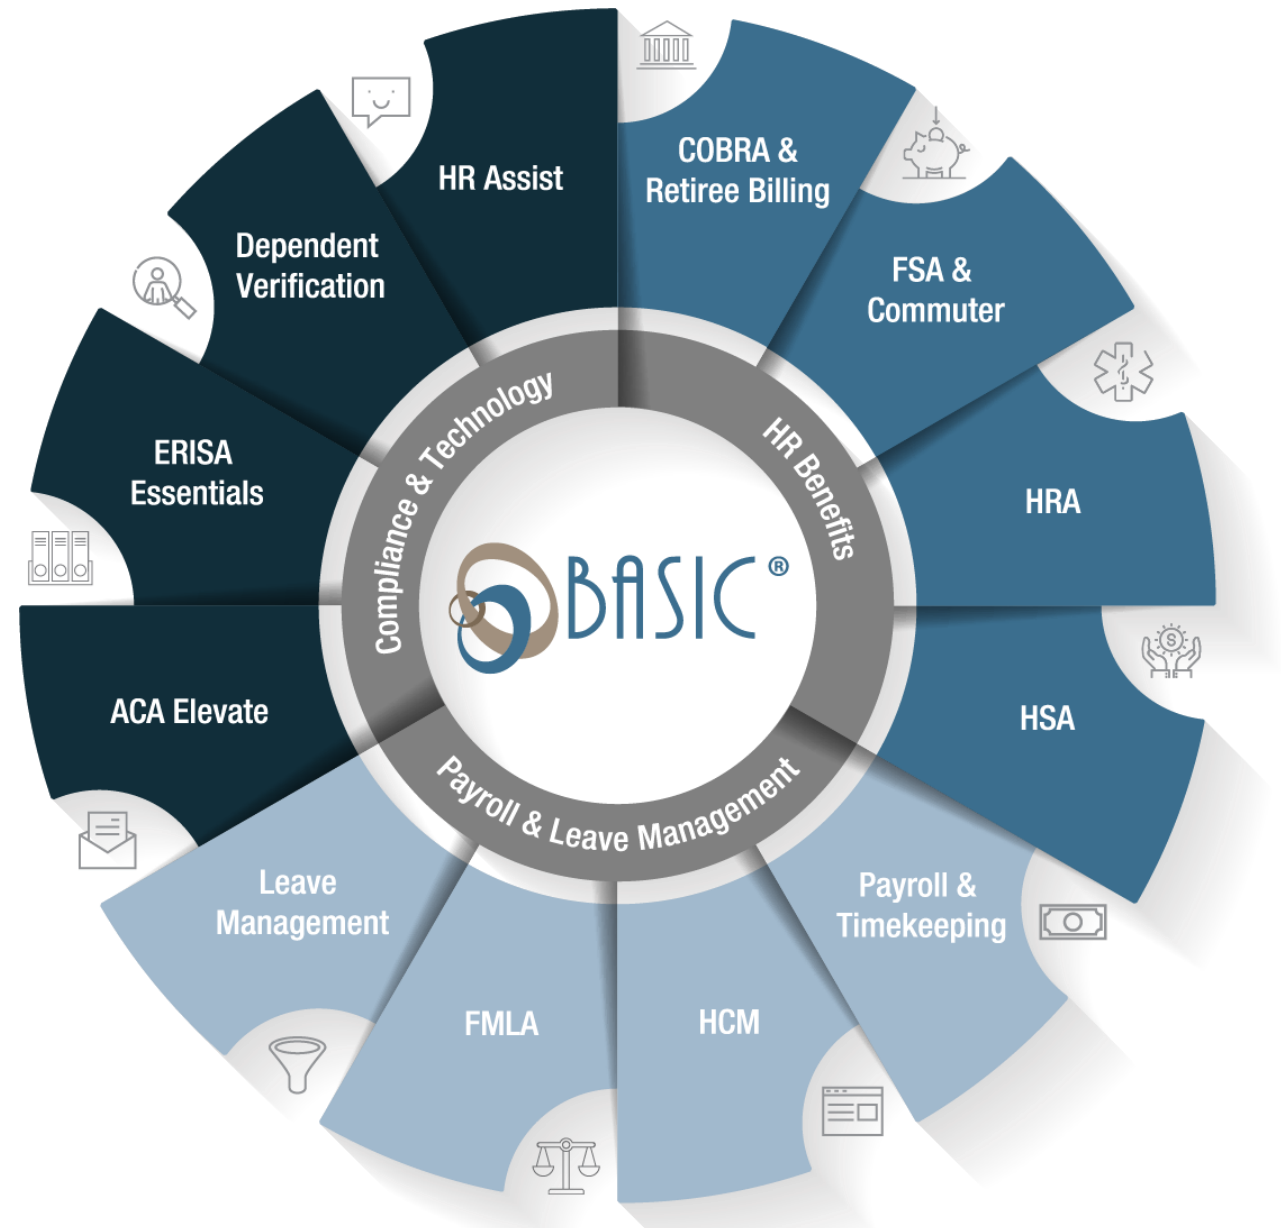 HR Assist
COBRA &
Retiree Billing
FSA &
Commuter
HRA
HSA
Payroll &
Timekeeping
HCM
FMLA
Leave
Management
ACA Elevate
ERISA
Essentials
Dependent
Verification
Compliance & Technology
HR Benefits
Payroll & Leave Management
BASIC®
S